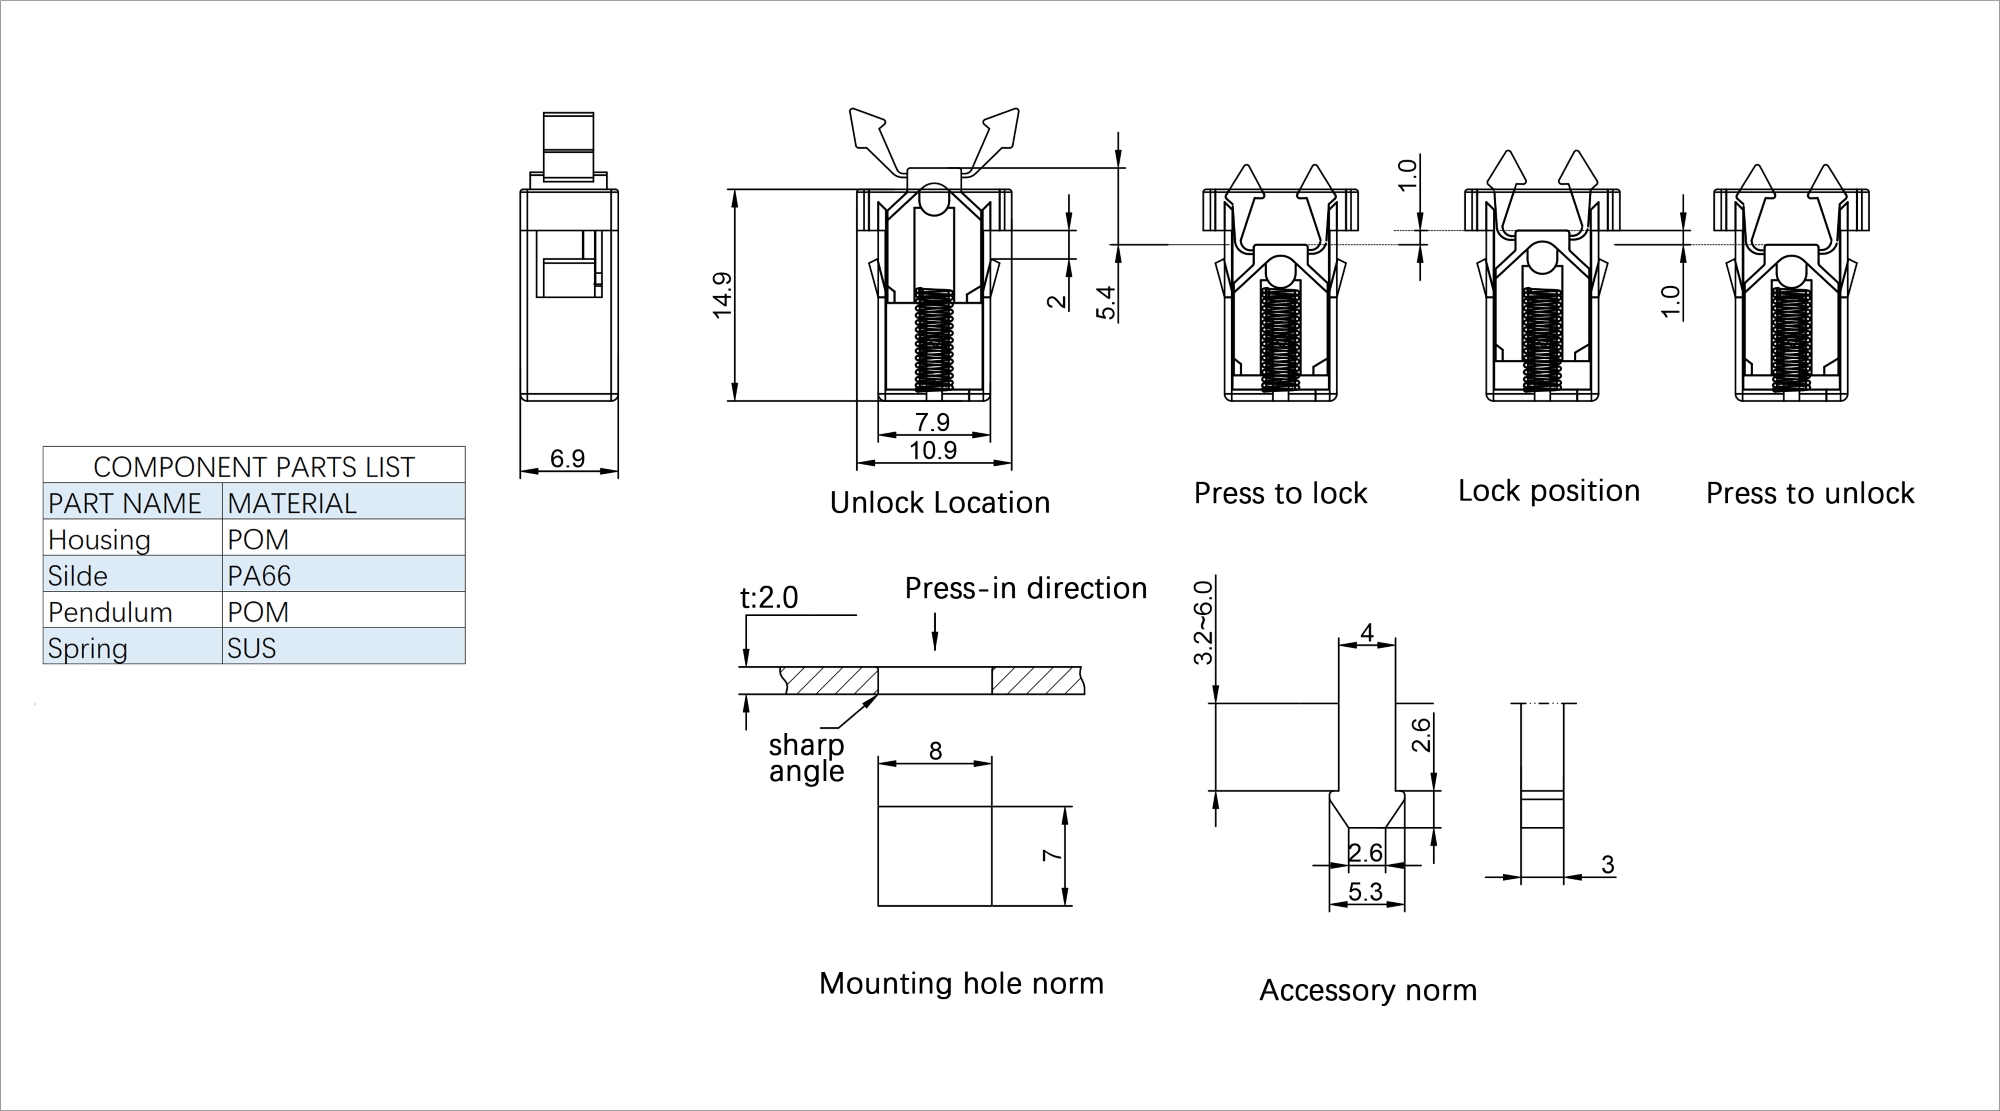 14.9
2
5.4
1.0
1.0
7.9
10.9
6.9
Unlock Location
Press to lock
Lock position
Press to unlock
COMPONENT PARTS LIST
PART NAME MATERIAL
Housing POM
Silde PA66
Pendulum POM
Spring SUS
t:2.0
Press-in direction
sharp
angle
8
7
Mounting hole norm
3.2~6.0
4
2.6
2.6
5.3
3
Accessory norm